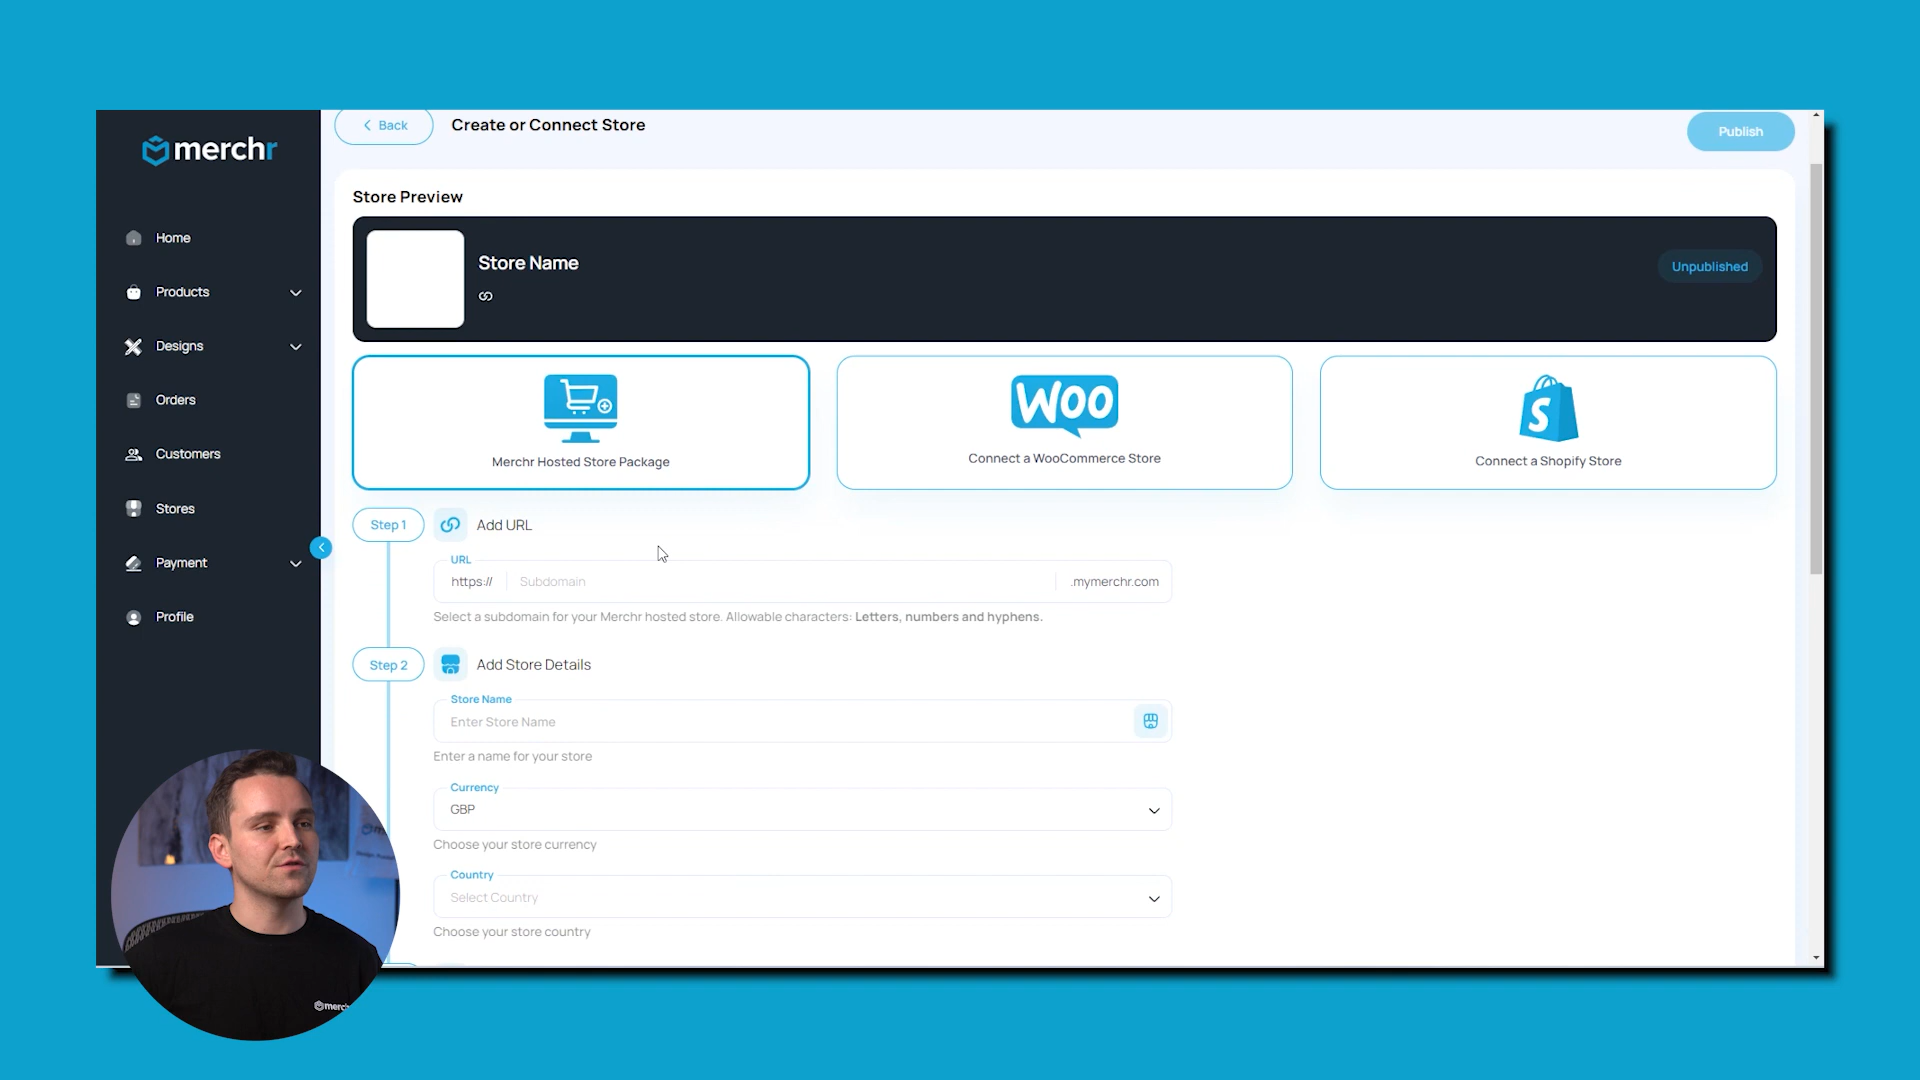 merchr
Home
Products
Designs
Orders
Customers
Stores
Payment
Profile
Back
Create or Connect Store
Publish
Store Preview
Store Name
Unpublished
Merchr Hosted Store Package
WOO
Connect a WooCommerce Store
S
Connect a Shopify Store
Step 1
Add URL
URL
https://
Subdomain
.mymerchr.com
Select a subdomain for your Merchr hosted store. Allowable characters: Letters, numbers and hyphens.
Step 2
Add Store Details
Store Name
Enter Store Name
Enter a name for your store
Currency
GBP
Choose your store currency
Country
Select Country
Choose your store country
merch